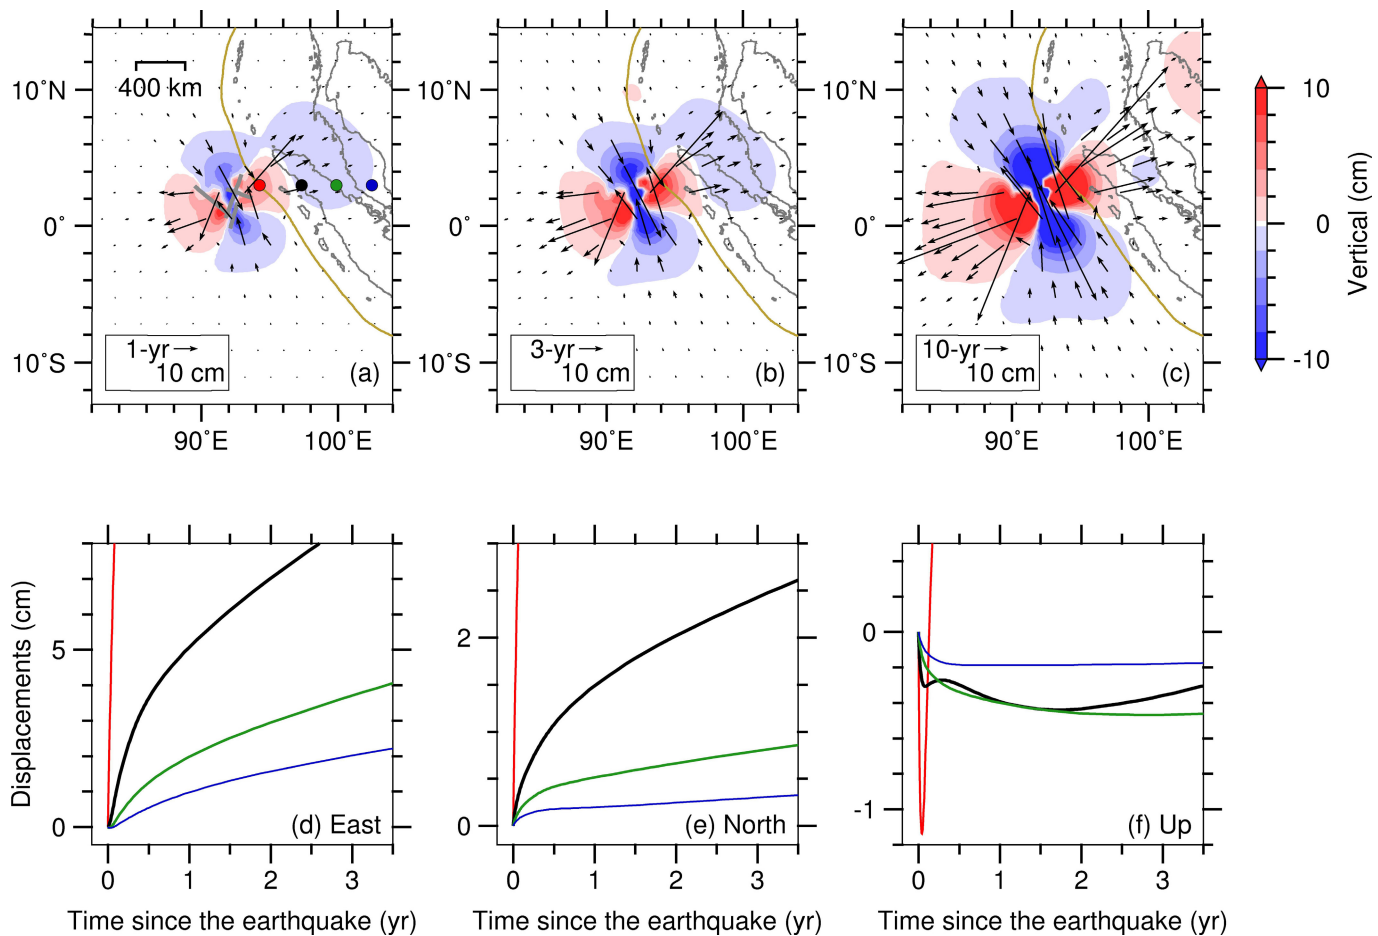 400 km
10°N
0°
10°S
1-yr
10 cm
(a)
90°E
100°E
10°N
0°
10°S
3-yr
10 cm
(b)
90°E
100°E
10°N
0°
10°S
10-yr
10 cm
(c)
90°E
100°E
10
0
-10
Vertical (cm)
Displacements (cm)
5
0
(d) East
0
1
2
3
Time since the earthquake (yr)
2
0
(e) North
0
1
2
3
Time since the earthquake (yr)
0
-1
(f) Up
0
1
2
3
Time since the earthquake (yr)